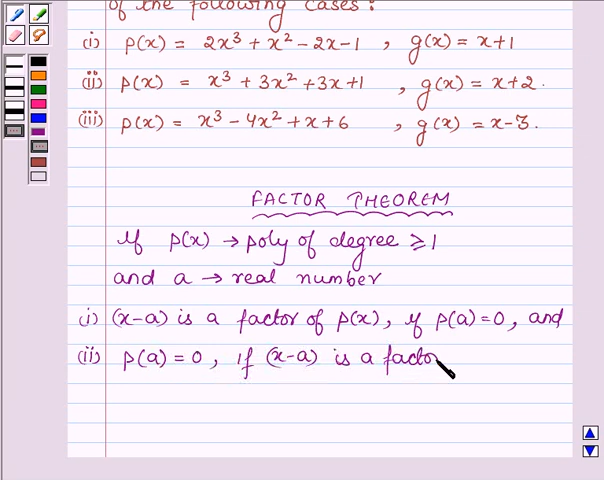 of the following cases:
(i) p(x) = 2x³ + x² - 2x - 1 , g(x) = x + 1
(ii) p(x) = x³ + 3x² + 3x + 1 , g(x) = x + 2.
(iii) p(x) = x³ - 4x² + x + 6 , g(x) = x - 3.
FACTOR THEOREM
If p(x) → poly of degree ≥ 1
and a → real number
(i) (x-a) is a factor of p(x), if p(a) = 0, and
(ii) p(a) = 0, if (x-a) is a facto